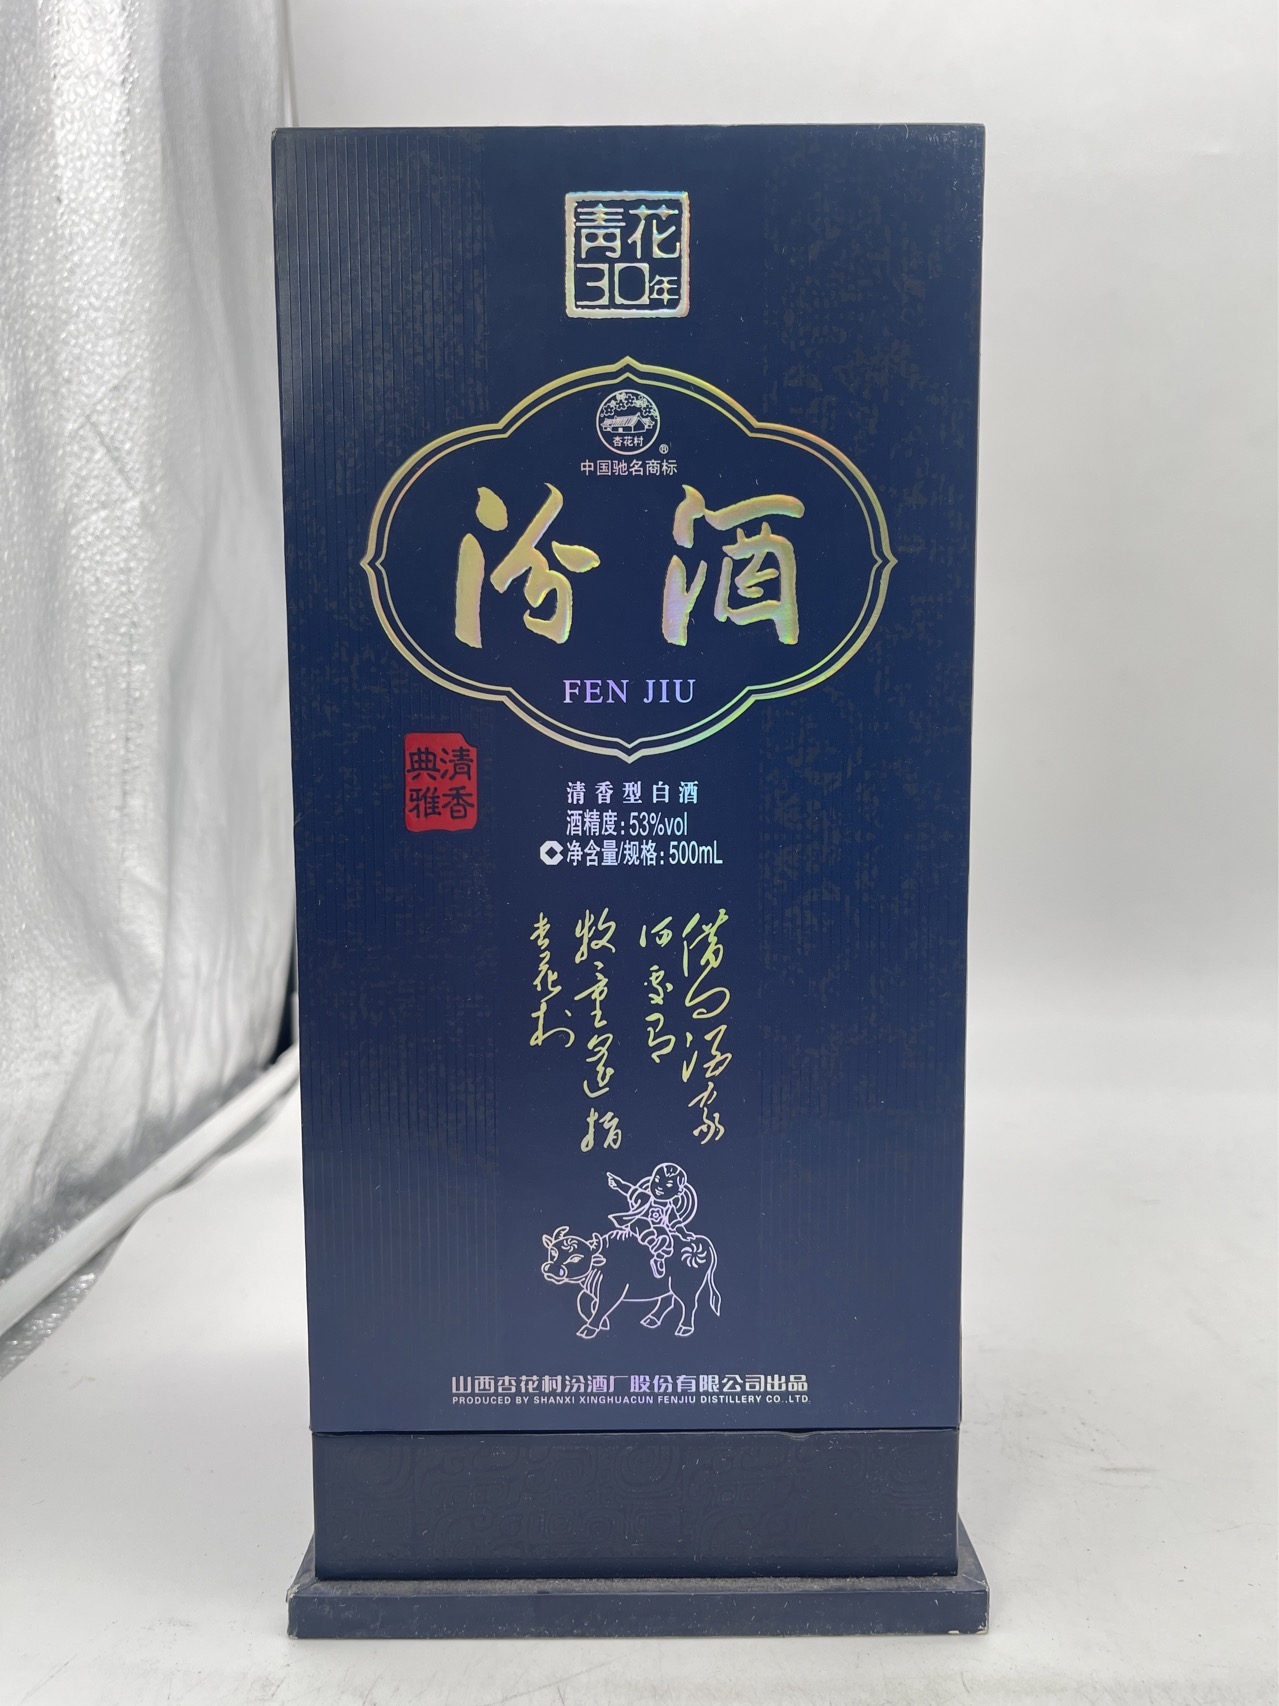 青花
30年
杏花村
®
中国驰名商标
汾酒
FEN JIU
清香
典雅
清香型白酒
酒精度:53%vol
净含量/规格:500mL
借问酒家
何处有
牧童遥指
杏花村
山西杏花村汾酒厂股份有限公司出品
PRODUCED BY SHANXI XINGHUACUN FENJIU DISTILLERY CO.,LTD.